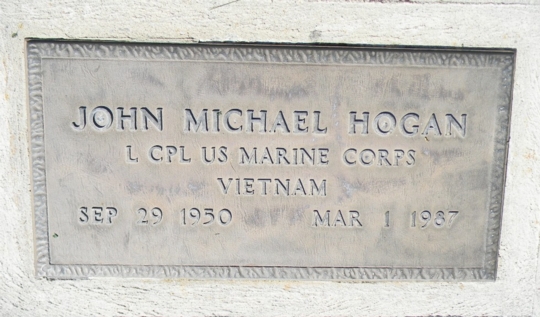 JOHN MICHAEL HOGAN
L CPL US MARINE CORPS
VIETNAM
SEP 29 1950 MAR 1 1987